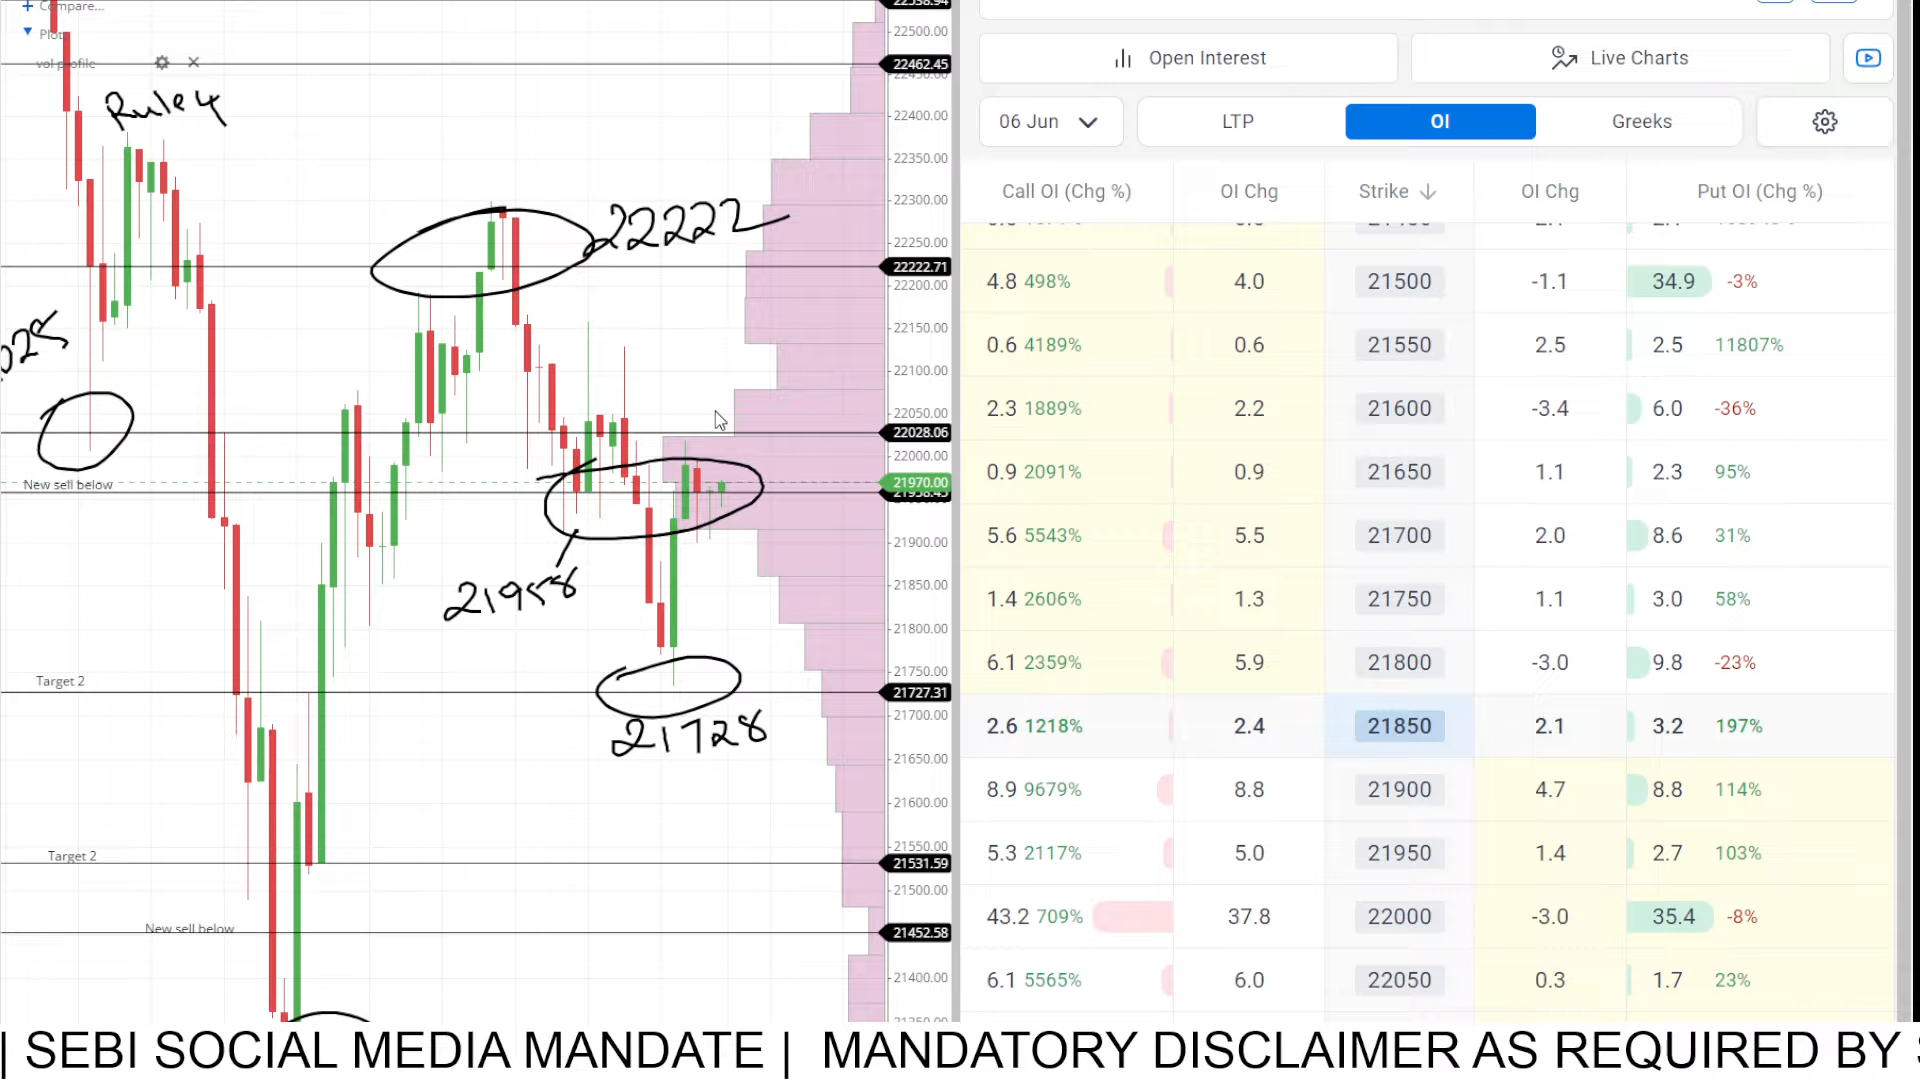 Compare...
22538.94
Plot
22500.00
vol profile
22462.45
22450.00
Rule 4
22400.00
22350.00
22300.00
22222
22250.00
22222.71
22200.00
22150.00
22100.00
22050.00
22028.06
22000.00
New sell below
21970.00
21958.45
21900.00
21958
21850.00
21800.00
21750.00
Target 2
21727.31
21700.00
21728
21650.00
21600.00
21550.00
Target 2
21531.59
21500.00
New sell below
21452.58
21400.00
Open Interest
Live Charts
06 Jun
LTP
OI
Greeks
Call OI (Chg %) OI Chg Strike OI Chg Put OI (Chg %)
4.8 498% 4.0 21500 -1.1 34.9 -3%
0.6 4189% 0.6 21550 2.5 2.5 11807%
2.3 1889% 2.2 21600 -3.4 6.0 -36%
0.9 2091% 0.9 21650 1.1 2.3 95%
5.6 5543% 5.5 21700 2.0 8.6 31%
1.4 2606% 1.3 21750 1.1 3.0 58%
6.1 2359% 5.9 21800 -3.0 9.8 -23%
2.6 1218% 2.4 21850 2.1 3.2 197%
8.9 9679% 8.8 21900 4.7 8.8 114%
5.3 2117% 5.0 21950 1.4 2.7 103%
43.2 709% 37.8 22000 -3.0 35.4 -8%
6.1 5565% 6.0 22050 0.3 1.7 23%
| SEBI SOCIAL MEDIA MANDATE | MANDATORY DISCLAIMER AS REQUIRED BY